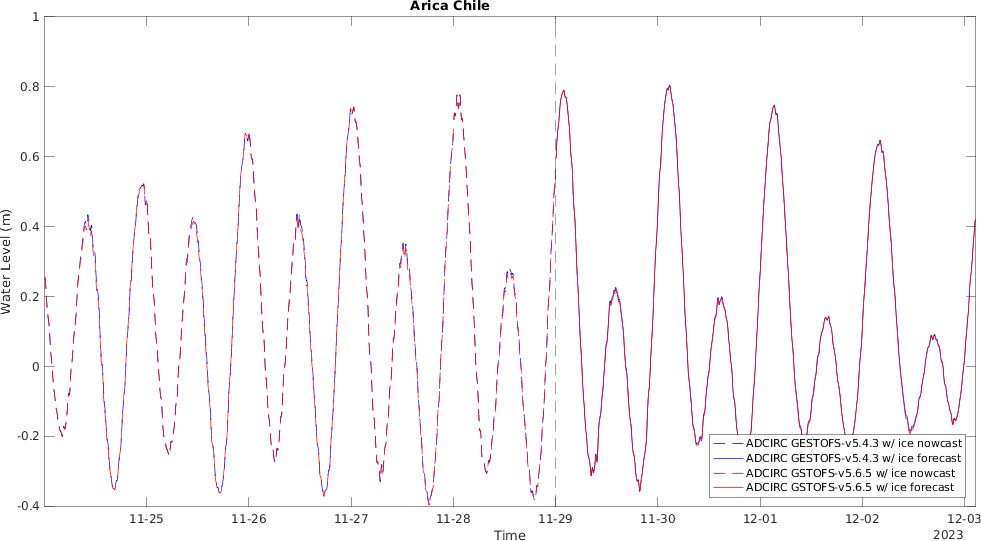 Arica Chile
1
0.8
0.6
0.4
0.2
0
-0.2
-0.4
Water Level (m)
11-25
11-26
11-27
11-28
11-29
11-30
12-01
12-02
12-03
Time
2023
ADCIRC GESTOFS-v5.4.3 w/ ice nowcast
ADCIRC GESTOFS-v5.4.3 w/ ice forecast
ADCIRC GSTOFS-v5.6.5 w/ ice nowcast
ADCIRC GSTOFS-v5.6.5 w/ ice forecast